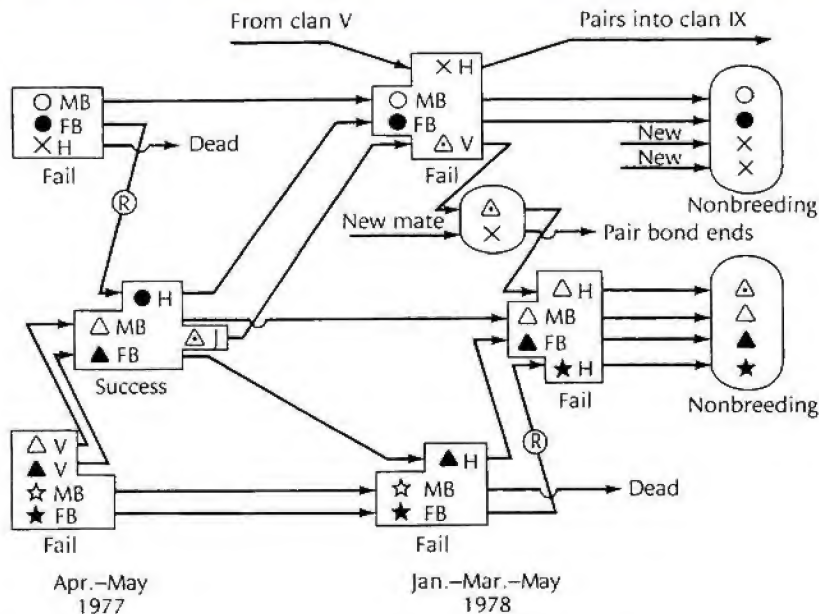 From clan V
Pairs into clan IX
H
MB
FB
H
Dead
Fail
MB
FB
V
Fail
New
New
Nonbreeding
R
New mate
Pair bond ends
H
MB
FB
J
Success
H
MB
FB
H
Fail
Nonbreeding
V
V
MB
FB
Fail
H
MB
FB
Fail
R
Dead
Apr.–May
1977
Jan.–Mar.–May
1978